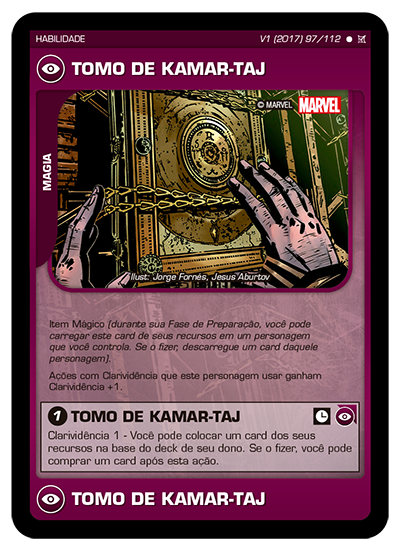 HABILIDADE
V1 (2017) 97/112
TOMO DE KAMAR-TAJ
© MARVEL
MARVEL
MAGIA
Ilust: Jorge Fornés, Jesus Aburtov
Item Mágico (durante sua Fase de Preparação, você pode
carregar este card de seus recursos em um personagem
que você controla. Se o fizer, descarregue um card daquele
personagem).
Ações com Clarividência que este personagem usar ganham
Clarividência +1.
1 TOMO DE KAMAR-TAJ
Clarividência 1 - Você pode colocar um card dos seus
recursos na base do deck de seu dono. Se o fizer, você pode
comprar um card após esta ação.
TOMO DE KAMAR-TAJ